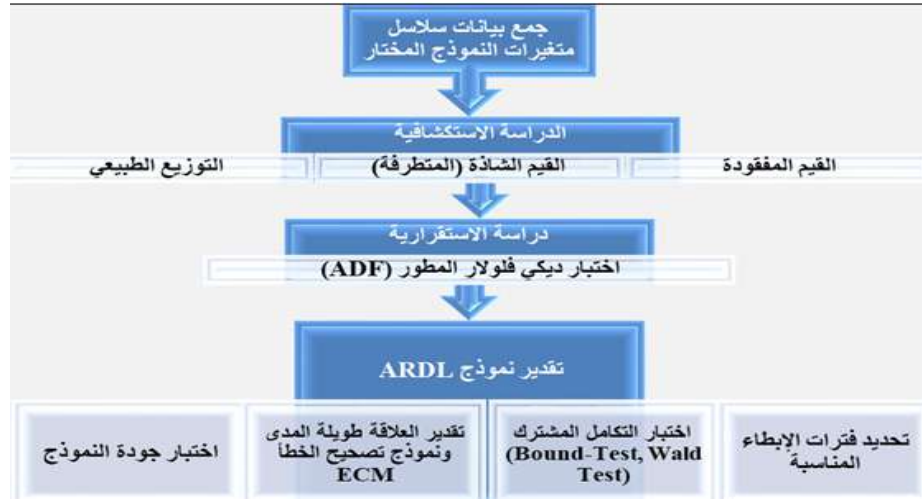 جمع بيانات سلاسل
متغيرات النموذج المختار
الدراسة الاستكشافية
القيم المفقودة
القيم الشاذة (المتطرفة)
التوزيع الطبيعي
دراسة الاستقرارية
اختبار ديكي فلولار المطور (ADF)
تقدير نموذج ARDL
تحديد فترات الإبطاء
المناسبة
اختبار التكامل المشترك
(Bound-Test, Wald
Test)
تقدير العلاقة طويلة المدى
ونموذج تصحيح الخطأ
ECM
اختبار جودة النموذج